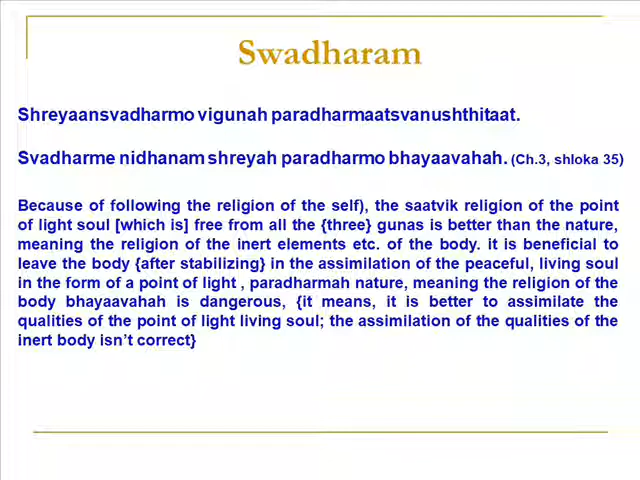 Swadharam
Shreyaansvadharmo vigunah paradharmaatsvanushthitaat.
Svadharme nidhanam shreyah paradharmo bhayaavahah. (Ch.3, shloka 35)
Because of following the religion of the self), the saatvik religion of the point
of light soul [which is] free from all the {three} gunas is better than the nature,
meaning the religion of the inert elements etc. of the body. it is beneficial to
leave the body {after stabilizing} in the assimilation of the peaceful, living soul
in the form of a point of light , paradharmah nature, meaning the religion of the
body bhayaavahah is dangerous, {it means, it is better to assimilate the
qualities of the point of light living soul; the assimilation of the qualities of the
inert body isn’t correct}